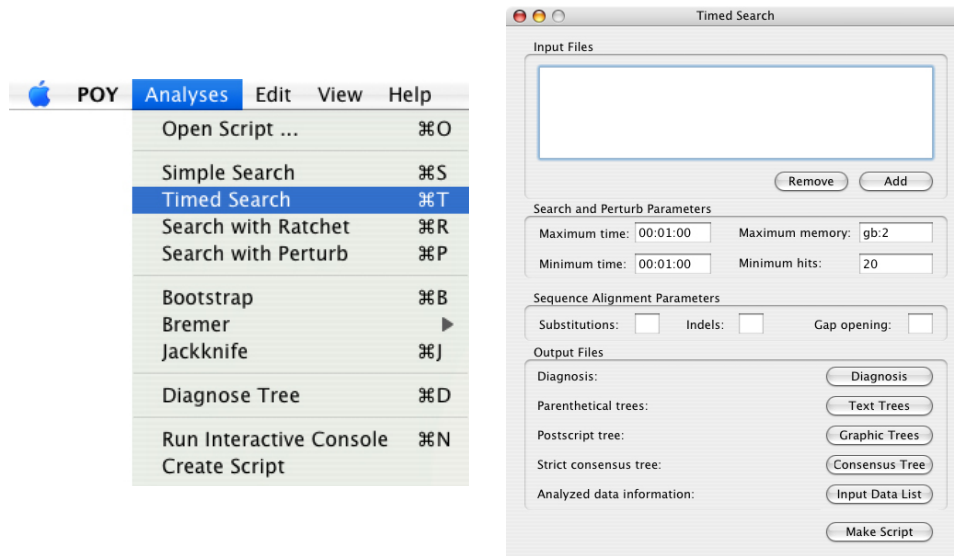 POY Analyses Edit View Help
Open Script ... ⌘O
Simple Search ⌘S
Timed Search ⌘T
Search with Ratchet ⌘R
Search with Perturb ⌘P
Bootstrap ⌘B
Bremer
Jackknife ⌘J
Diagnose Tree ⌘D
Run Interactive Console ⌘N
Create Script
Timed Search
Input Files
Remove Add
Search and Perturb Parameters
Maximum time: 00:01:00 Maximum memory: gb:2
Minimum time: 00:01:00 Minimum hits: 20
Sequence Alignment Parameters
Substitutions: Indels: Gap opening:
Output Files
Diagnosis: Diagnosis
Parenthetical trees: Text Trees
Postscript tree: Graphic Trees
Strict consensus tree: Consensus Tree
Analyzed data information: Input Data List
Make Script